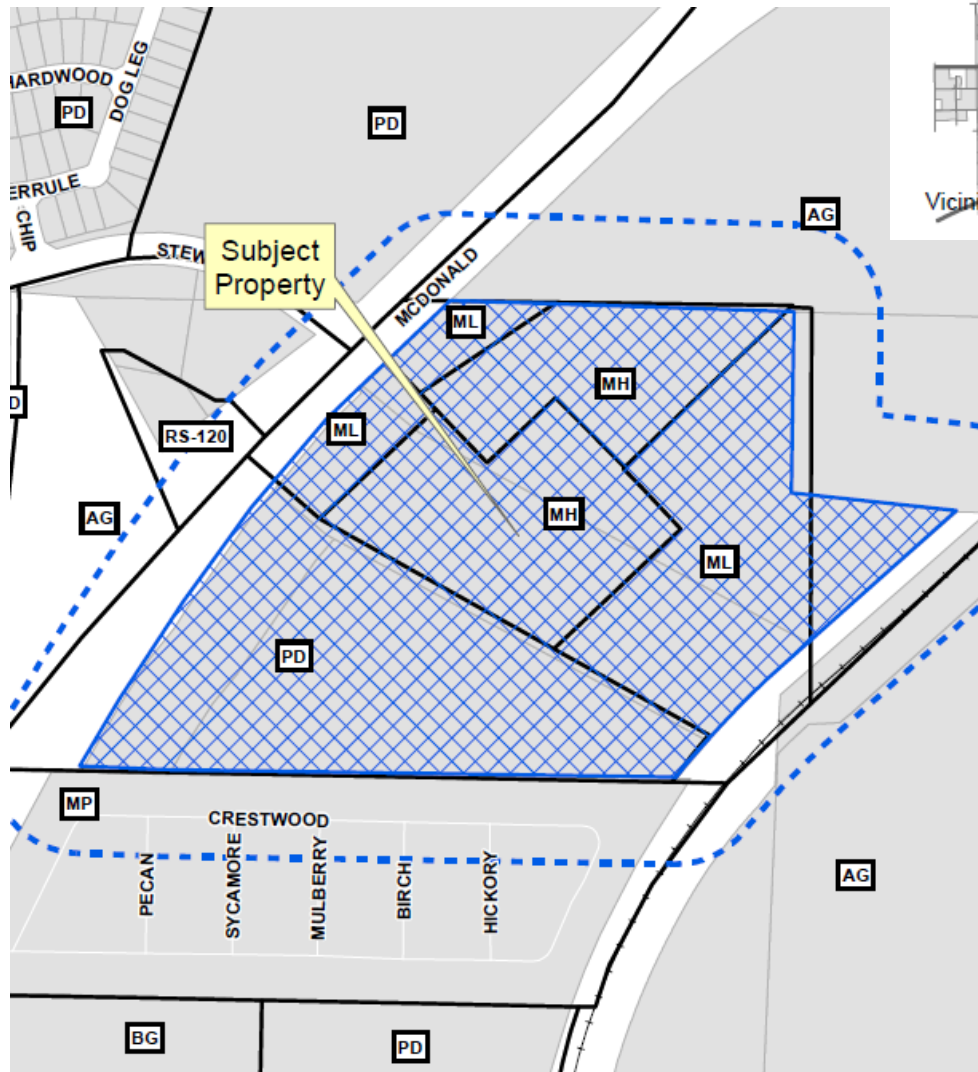 HARDWOOD
DOG LEG
PD
PD
ERRULE
CHIP
Vicini
AG
STEW
Subject
Property
MCDONALD
ML
MH
D
ML
RS-120
AG
MH
ML
PD
MP
CRESTWOOD
PECAN
SYCAMORE
MULBERRY
BIRCH
HICKORY
AG
BG
PD